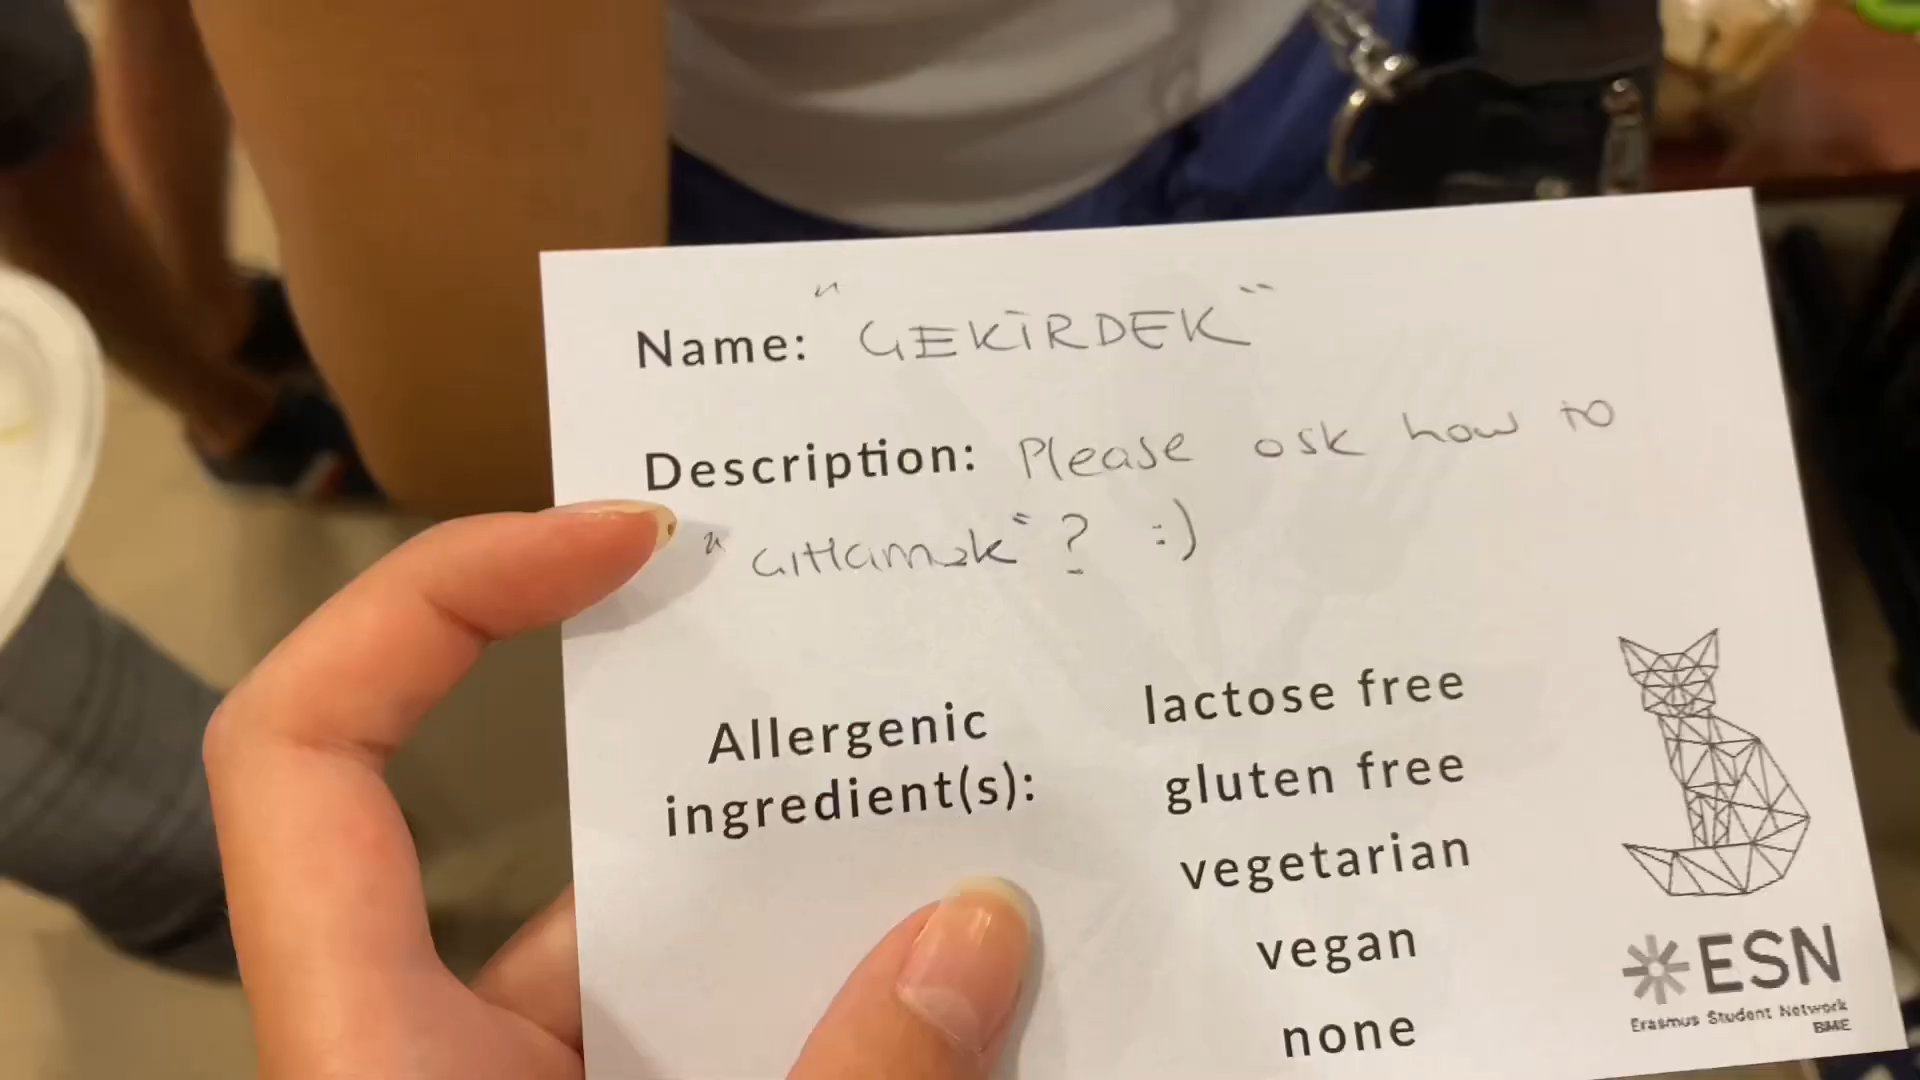 Name: "ÇEKİRDEK"
Description: Please ask how to
"çıtlamak" ? :)
Allergenic
ingredient(s):
lactose free
gluten free
vegetarian
vegan
none
ESN
Erasmus Student Network
BME